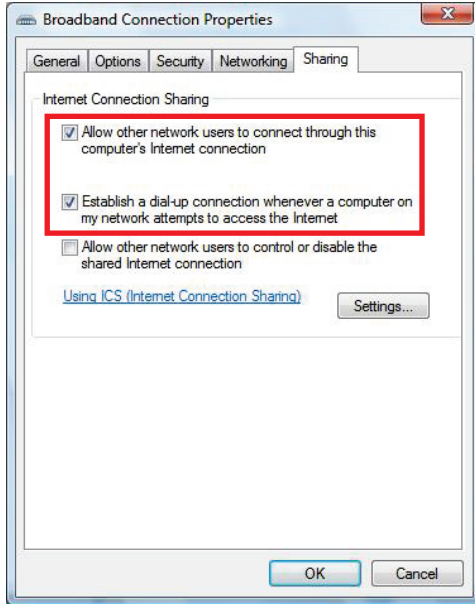 Broadband Connection Properties
General Options Security Networking Sharing
Internet Connection Sharing
Allow other network users to connect through this
computer's Internet connection
Establish a dial-up connection whenever a computer on
my network attempts to access the Internet
Allow other network users to control or disable the
shared Internet connection
Using ICS (Internet Connection Sharing)
Settings...
OK Cancel